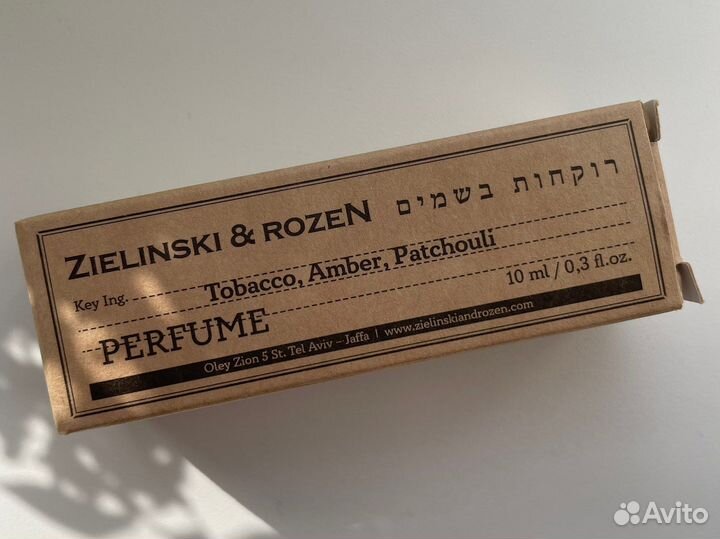 ZIELINSKI & ROZEN רוקחות בשמים
Key Ing. Tobacco, Amber, Patchouli
10 ml / 0,3 fl.oz.
PERFUME
Oley Zion 5 St. Tel Aviv – Jaffa | www.zielinskiandrozen.com
Avito